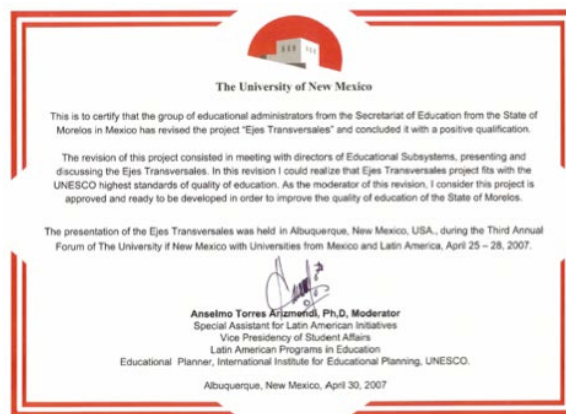 The University of New Mexico
This is to certify that the group of educational administrators from the Secretariat of Education from the State of
Morelos in Mexico has revised the project "Ejes Transversales" and concluded it with a positive qualification.
The revision of this project consisted in meeting with directors of Educational Subsystems, presenting and
discussing the Ejes Transversales. In this revision I could realize that Ejes Transversales project fits with the
UNESCO highest standards of quality of education. As the moderator of this revision, I consider this project is
approved and ready to be developed in order to improve the quality of education of the State of Morelos.
The presentation of the Ejes Transversales was held in Albuquerque, New Mexico, USA., during the Third Annual
Forum of The University if New Mexico with Universities from Mexico and Latin America, April 25 – 28, 2007.
Anselmo Torres Arizmendi, Ph,D, Moderator
Special Assistant for Latin American Initiatives
Vice Presidency of Student Affairs
Latin American Programs in Education
Educational Planner, International Institute for Educational Planning, UNESCO.
Albuquerque, New Mexico, April 30, 2007